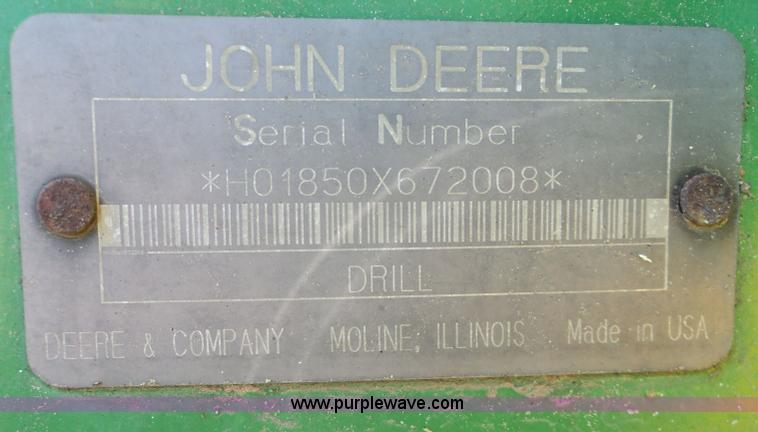 JOHN DEERE
Serial Number
*H01850X672008*
DRILL
DEERE & COMPANY MOLINE, ILLINOIS Made in USA
www.purplewave.com